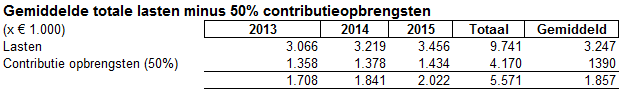 Gemiddelde totale lasten minus 50% contributieopbrengsten
(x € 1.000) 2013 2014 2015 Totaal Gemiddeld
Lasten 3.066 3.219 3.456 9.741 3.247
Contributie opbrengsten (50%) 1.358 1.378 1.434 4.170 1390
1.708 1.841 2.022 5.571 1.857